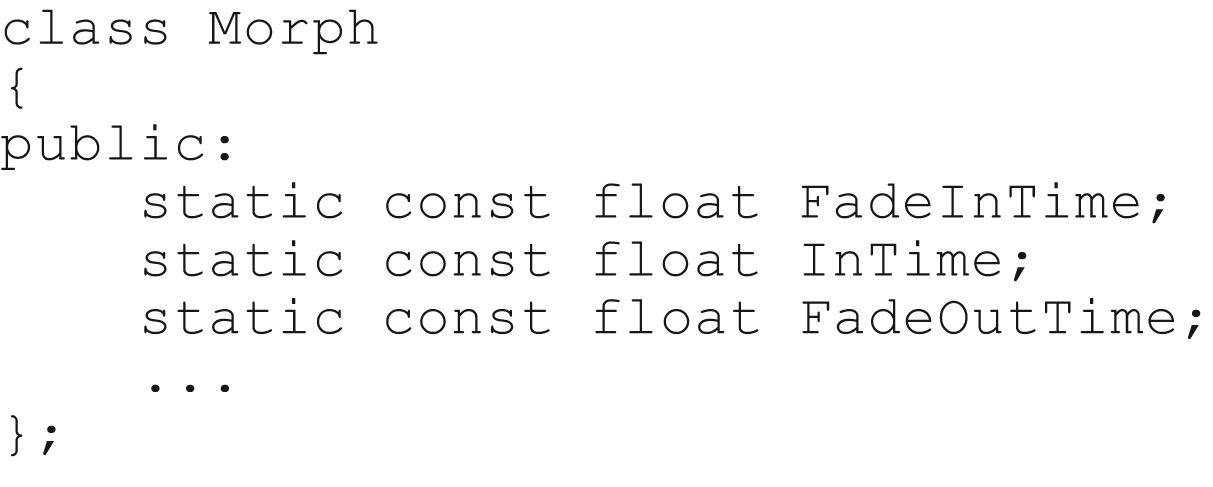 class Morph
{
public:
    static const float FadeInTime;
    static const float InTime;
    static const float FadeOutTime;
    ...
};